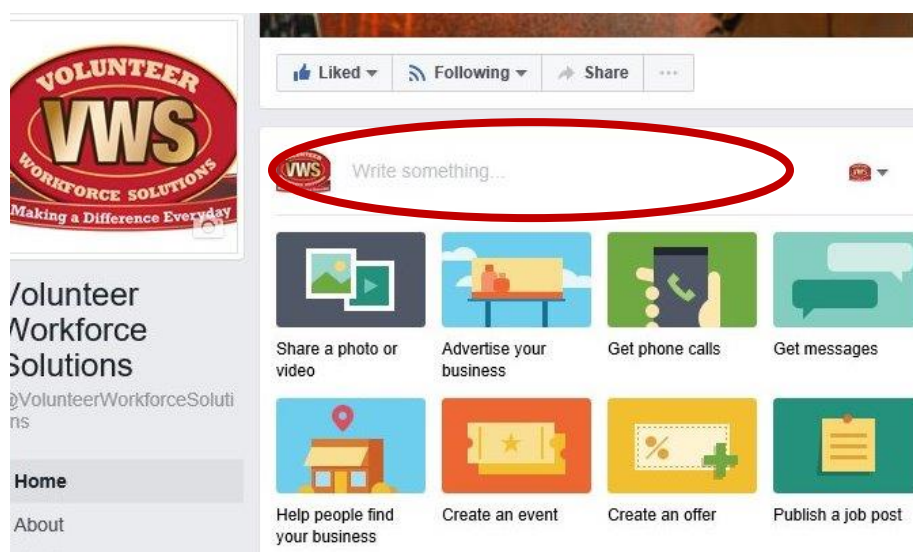 VOLUNTEER
VWS
WORKFORCE SOLUTIONS
Making a Difference Everyday
Liked
Following
Share
VWS
Write something...
Volunteer
Workforce
Solutions
@VolunteerWorkforceSoluti
ns
Home
About
Share a photo or
video
Advertise your
business
Get phone calls
Get messages
Help people find
your business
Create an event
%
Create an offer
Publish a job post